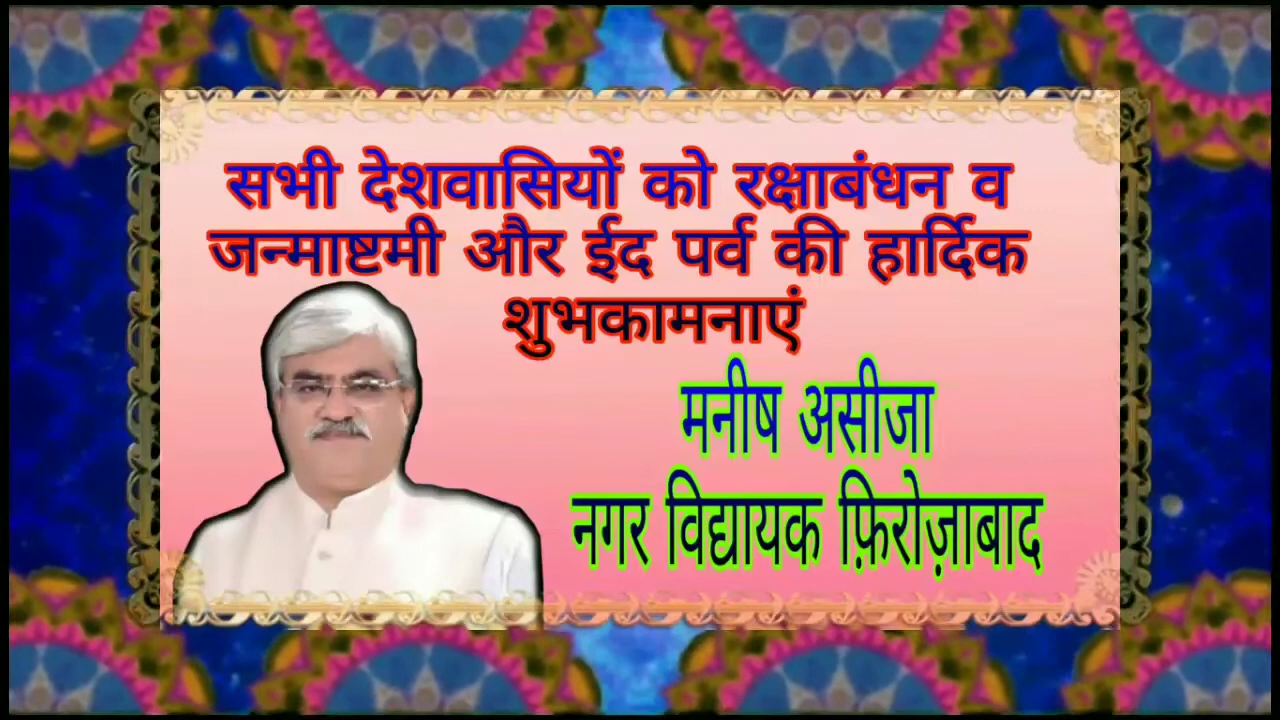 सभी देशवासियों को रक्षाबंधन व
जन्माष्टमी और ईद पर्व की हार्दिक
शुभकामनाएं
मनीष असीजा
नगर विद्यायक फ़िरोज़ाबाद